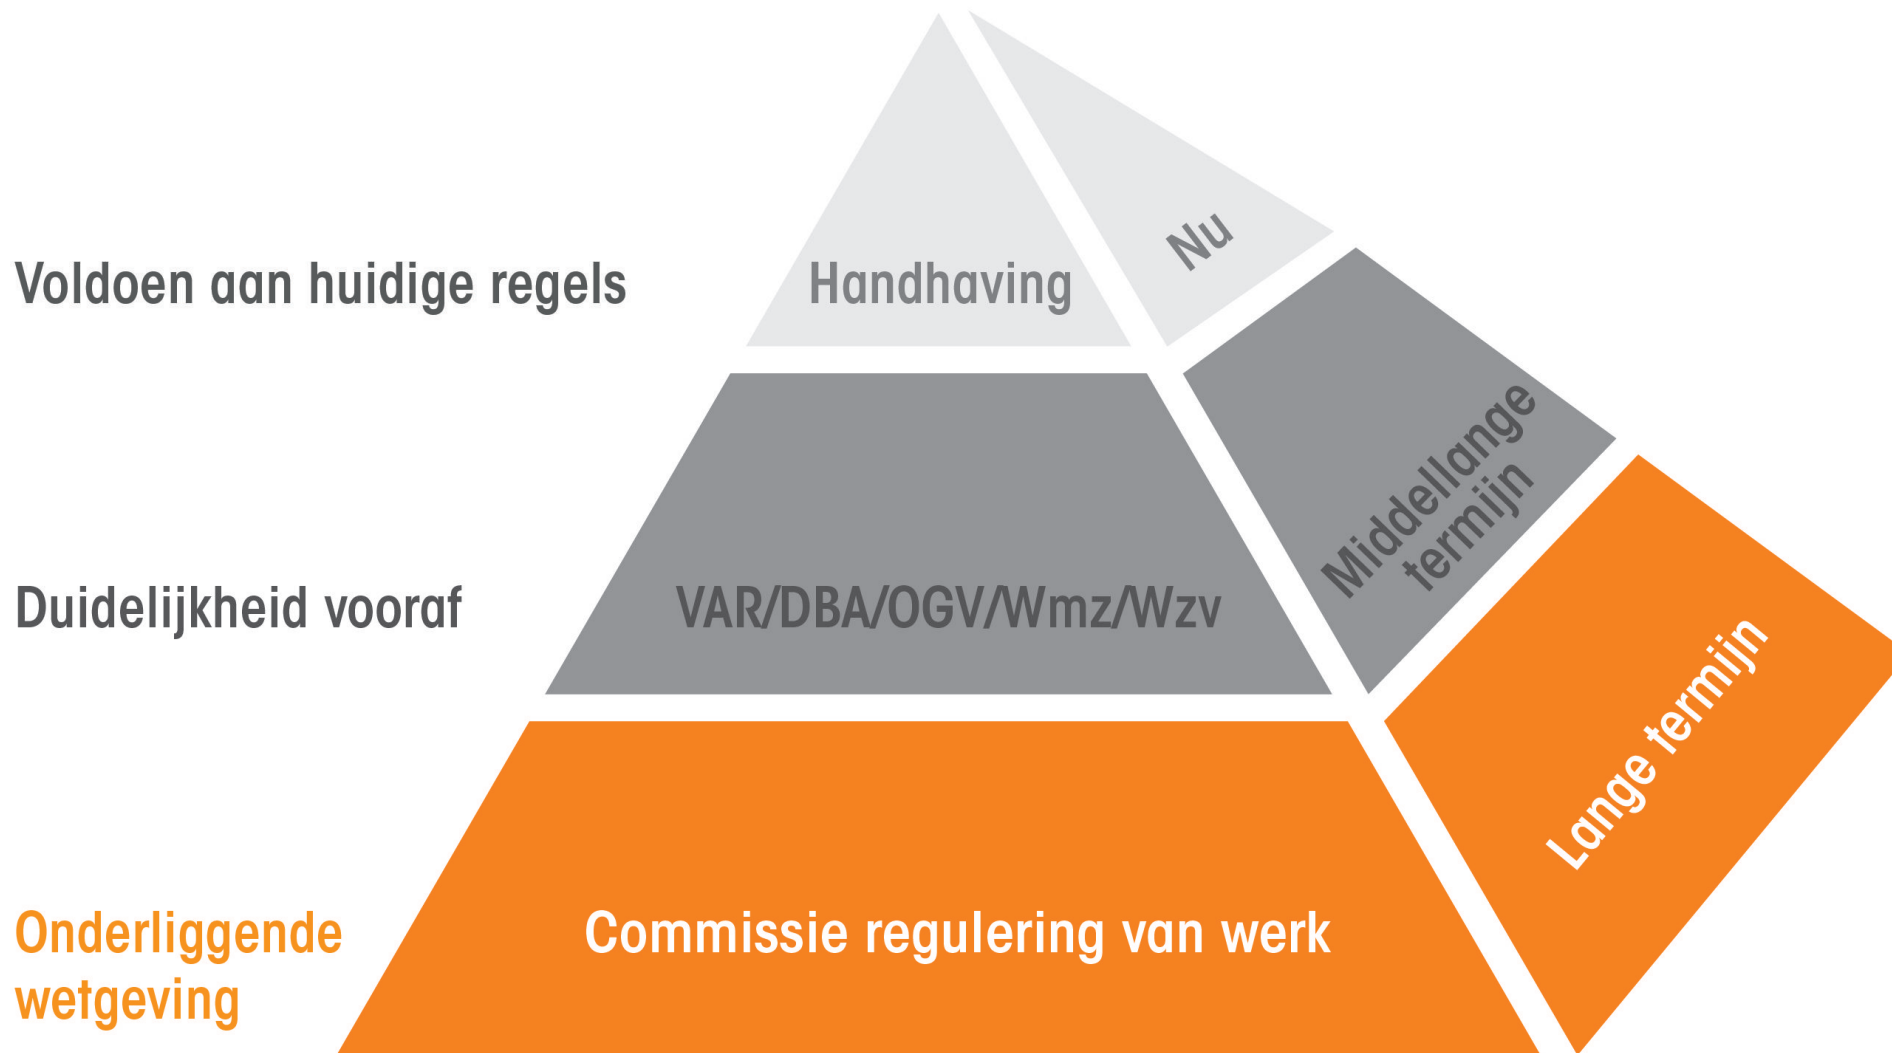 Voldoen aan huidige regels
Handhaving
Nu
Duidelijkheid vooraf
VAR/DBA/OGV/Wmz/Wzv
Middellange
termijn
Onderliggende
wetgeving
Commissie regulering van werk
Lange termijn